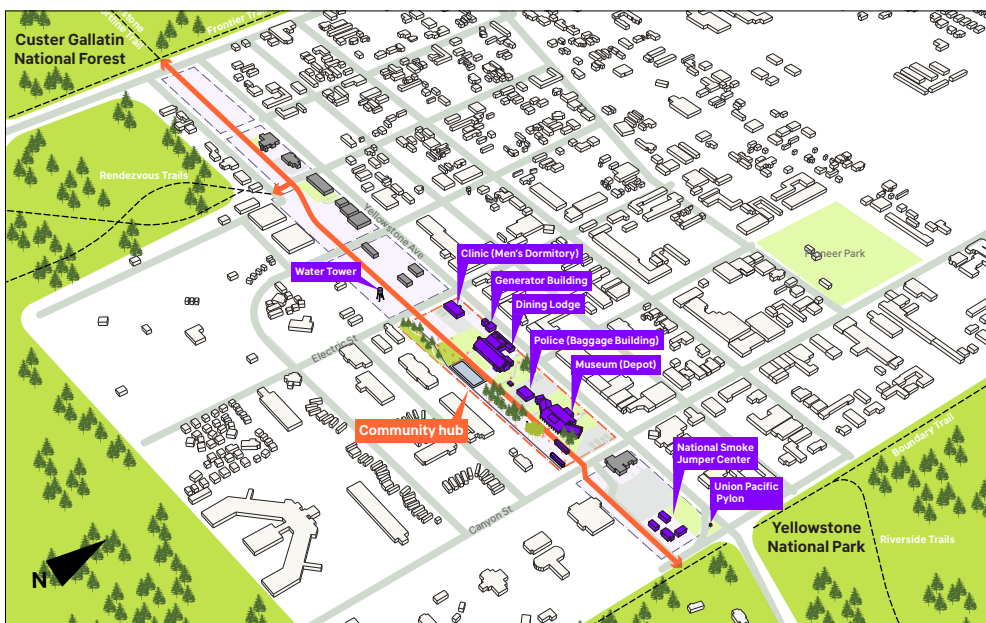 Custer Gallatin
National Forest
Frontier
Rendezvous Trails
Yellowstone Ave
Pioneer Park
Clinic (Men's Dormitory)
Generator Building
Water Tower
Dining Lodge
Police (Baggage Building)
Electric St
Museum (Depot)
Community hub
Boundary Trail
National Smoke
Jumper Center
Union Pacific
Pylon
Canyon St
Yellowstone
National Park
Riverside Trails
N